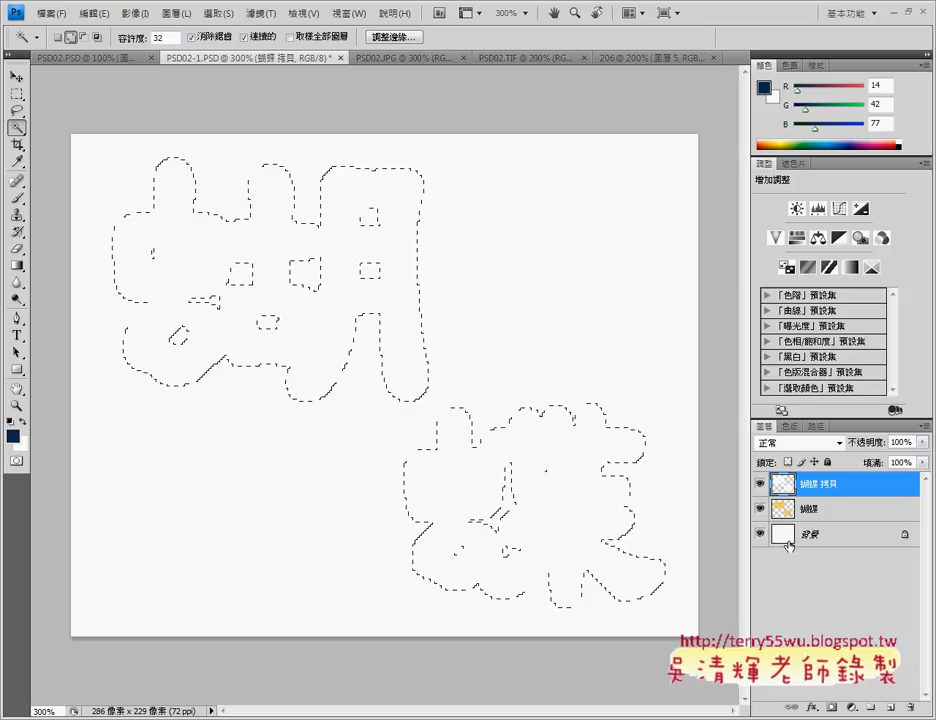 Ps 檔案(F) 編輯(E) 影像(I) 圖層(L) 選取(S) 濾鏡(T) 檢視(V) 視窗(W) 說明(H) Br 300% 基本功能
容許度: 32 消除鋸齒 連續的 取樣全部圖層 調整邊緣...
PSD02.PSD @ 100% (圖... PSD02-1.PSD @ 300% (蝴蝶 拷貝, RGB/8) * PSD02.JPG @ 300% (RG... PSD02.TIF @ 200% (RG... 206@ 200% (圖層 5, RGB...
顏色 色票 樣式
R 14
G 42
B 77
調整 遮色片
增加調整
「色階」預設集
「曲線」預設集
「曝光度」預設集
「色相/飽和度」預設集
「黑白」預設集
「色版混合器」預設集
「選取顏色」預設集
圖層 色版 路徑
正常 不透明度: 100%
鎖定: 填滿: 100%
蝴蝶 拷貝
蝴蝶
背景
蝴
蝶
http://terry55wu.blogspot.tw
吳清輝老師錄製
300% 286 像素 x 229 像素 (72 ppi)